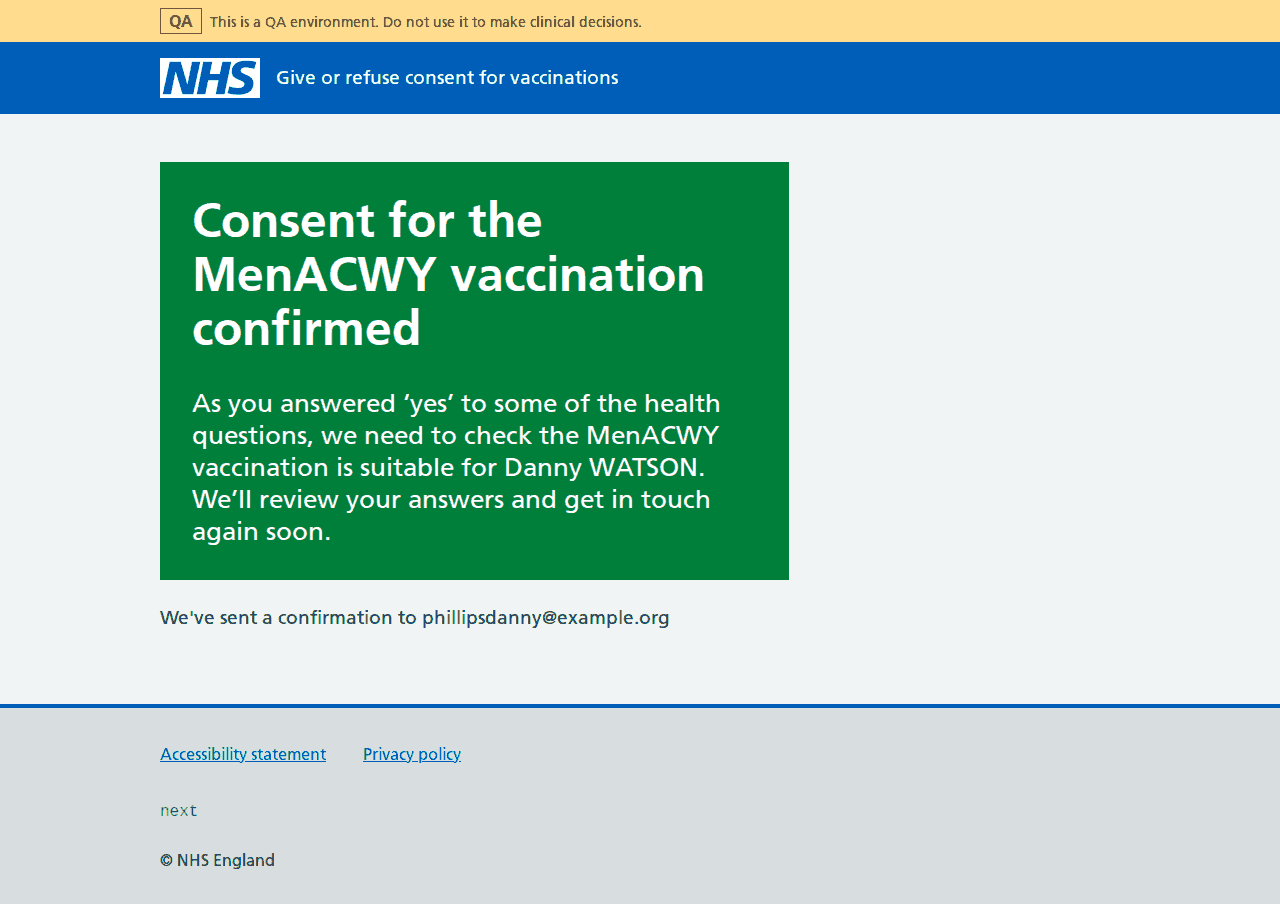 QA This is a QA environment. Do not use it to make clinical decisions.
NHS Give or refuse consent for vaccinations
Consent for the
MenACWY vaccination
confirmed
As you answered ‘yes’ to some of the health
questions, we need to check the MenACWY
vaccination is suitable for Danny WATSON.
We’ll review your answers and get in touch
again soon.
We've sent a confirmation to phillipsdanny@example.org
Accessibility statement Privacy policy
next
© NHS England